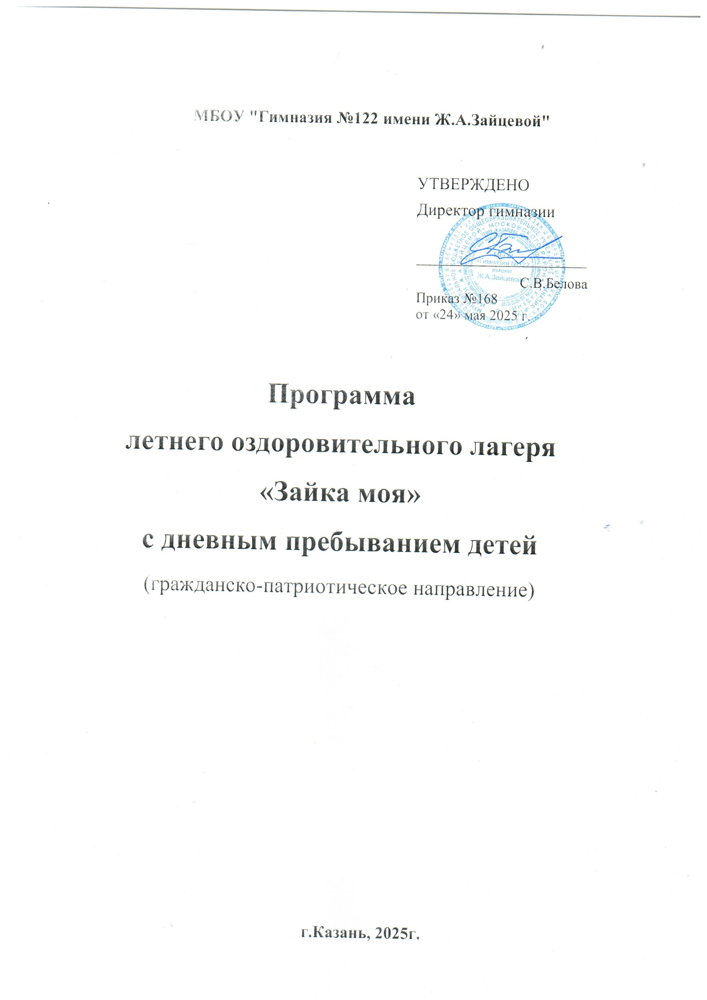 МБОУ "Гимназия №122 имени Ж.А.Зайцевой"
УТВЕРЖДЕНО
Директор гимназии
МБОУ
«Гимназия №122
имени
Ж.А.Зайцевой»
С.В.Белова
Приказ №168
от «24» мая 2025 г.
Программа
летнего оздоровительного лагеря
«Зайка моя»
с дневным пребыванием детей
(гражданско-патриотическое направление)
г.Казань, 2025г.